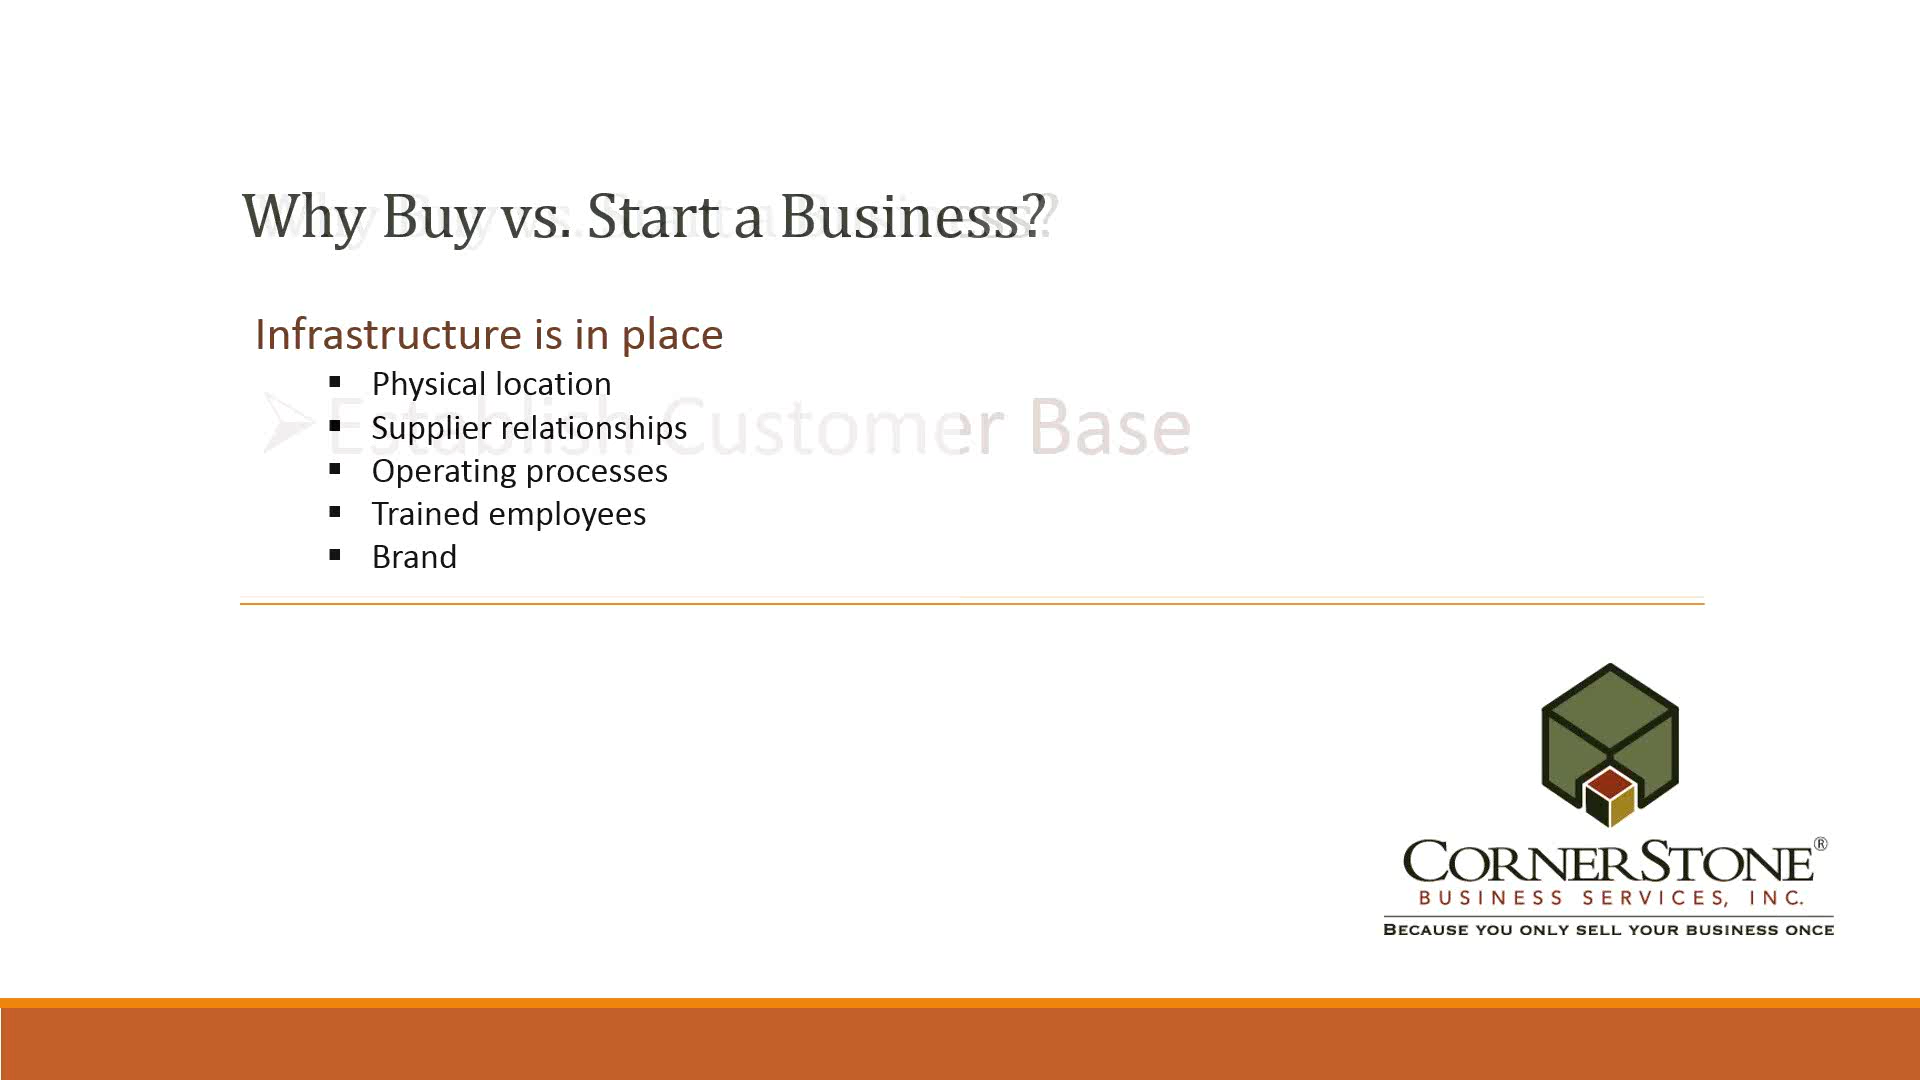 Why Buy vs. Start a Business?
Infrastructure is in place
▪ Physical location
▪ Supplier relationships
▪ Operating processes
▪ Trained employees
▪ Brand
Establish Customer Base
CORNERSTONE®
BUSINESS SERVICES, INC.
BECAUSE YOU ONLY SELL YOUR BUSINESS ONCE